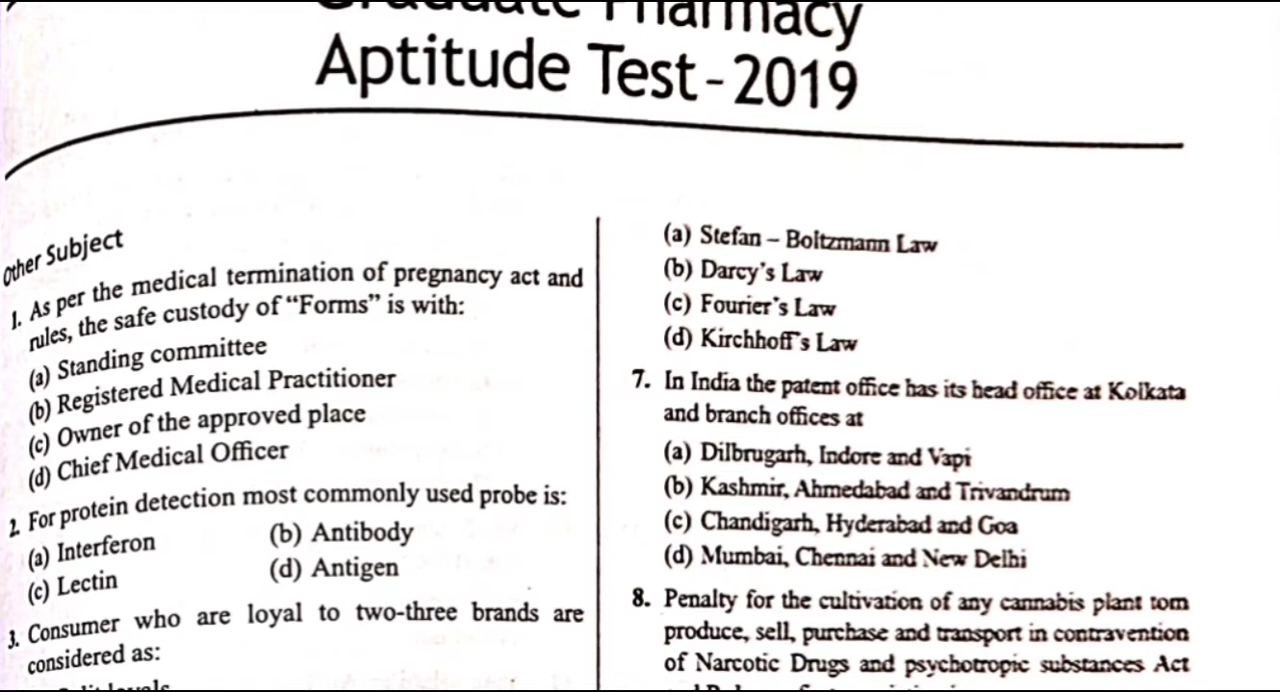 Graduate Pharmacy
Aptitude Test - 2019
Other Subject
1. As per the medical termination of pregnancy act and
rules, the safe custody of “Forms” is with:
(a) Standing committee
(b) Registered Medical Practitioner
(c) Owner of the approved place
(d) Chief Medical Officer
2. For protein detection most commonly used probe is:
(a) Interferon (b) Antibody
(c) Lectin (d) Antigen
3. Consumer who are loyal to two-three brands are
considered as:
(a) Stefan – Boltzmann Law
(b) Darcy's Law
(c) Fourier's Law
(d) Kirchhoff's Law
7. In India the patent office has its head office at Kolkata
and branch offices at
(a) Dilbrugarh, Indore and Vapi
(b) Kashmir, Ahmedabad and Trivandrum
(c) Chandigarh, Hyderabad and Goa
(d) Mumbai, Chennai and New Delhi
8. Penalty for the cultivation of any cannabis plant tom
produce, sell, purchase and transport in contravention
of Narcotic Drugs and psychotropic substances Act